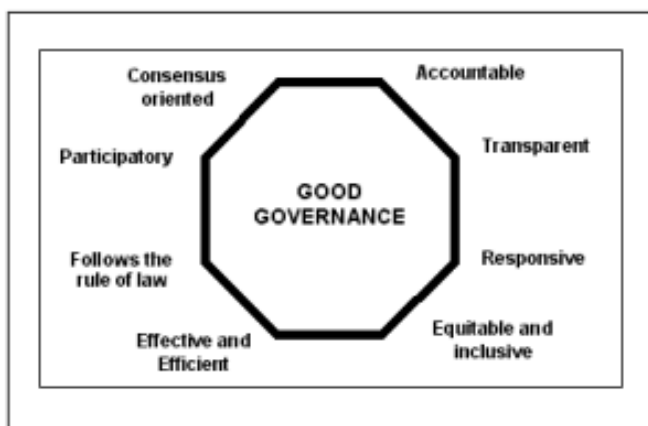 Consensus
oriented
Accountable
Participatory
Transparent
GOOD
GOVERNANCE
Follows the
rule of law
Responsive
Effective and
Efficient
Equitable and
inclusive